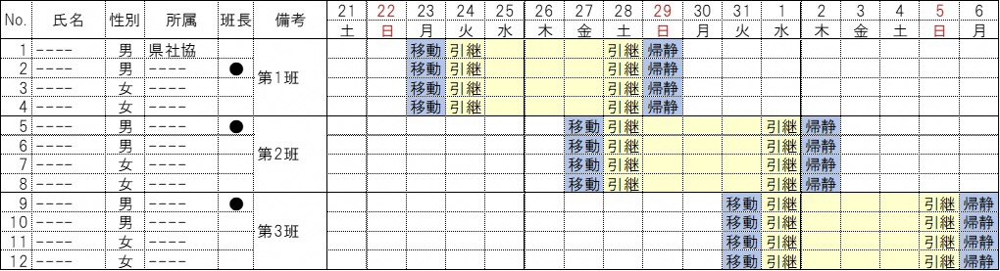 No. 氏名 性別 所属 班長 備考 21 22 23 24 25 26 27 28 29 30 31 1 2 3 4 5 6
土 日 月 火 水 木 金 土 日 月 火 水 木 金 土 日 月
1 ---- 男 県社協 移動 引継 引継 帰静
2 ---- 男 ---- ● 移動 引継 引継 帰静
第1班
3 ---- 女 ---- 移動 引継 引継 帰静
4 ---- 女 ---- 移動 引継 引継 帰静
5 ---- 男 ---- ● 移動 引継 引継 帰静
6 ---- 男 ---- 移動 引継 引継 帰静
第2班
7 ---- 女 ---- 移動 引継 引継 帰静
8 ---- 女 ---- 移動 引継 引継 帰静
9 ---- 男 ---- ● 移動 引継 引継 帰静
10 ---- 男 ---- 移動 引継 引継 帰静
第3班
11 ---- 女 ---- 移動 引継 引継 帰静
12 ---- 女 ---- 移動 引継 引継 帰静